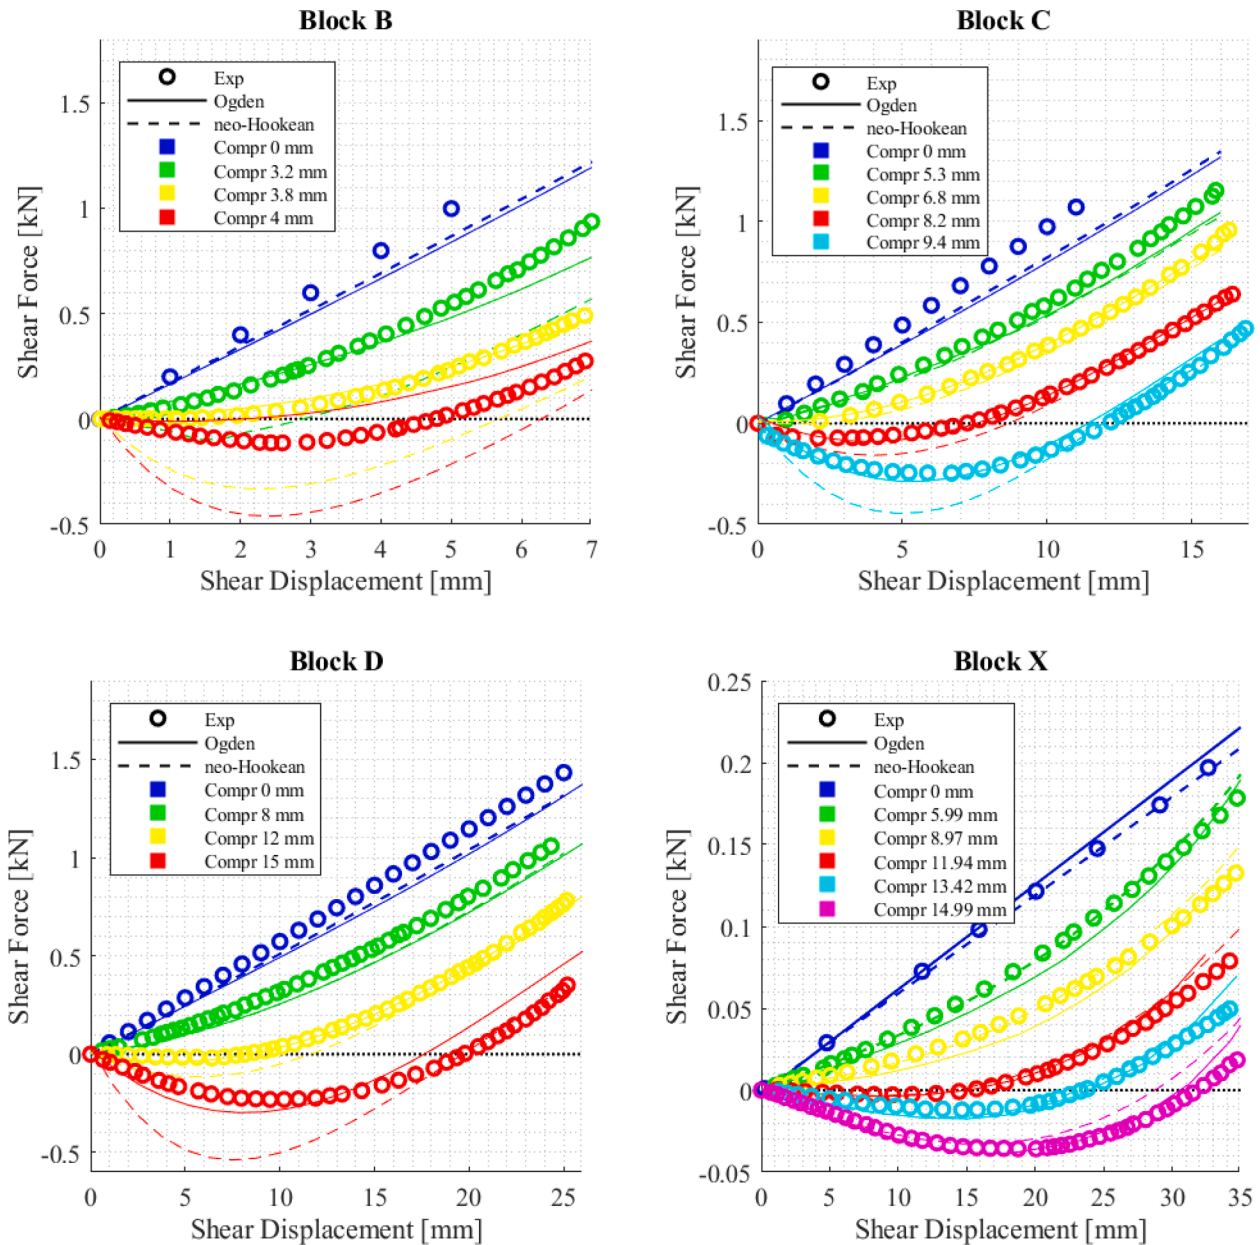 Block B
Exp
Ogden
neo-Hookean
Compr 0 mm
Compr 3.2 mm
Compr 3.8 mm
Compr 4 mm
1.5
1
0.5
0
-0.5
0 1 2 3 4 5 6 7
Shear Force [kN]
Shear Displacement [mm]
Block C
Exp
Ogden
neo-Hookean
Compr 0 mm
Compr 5.3 mm
Compr 6.8 mm
Compr 8.2 mm
Compr 9.4 mm
1.5
1
0.5
0
-0.5
0 5 10 15
Shear Force [kN]
Shear Displacement [mm]
Block D
Exp
Ogden
neo-Hookean
Compr 0 mm
Compr 8 mm
Compr 12 mm
Compr 15 mm
1.5
1
0.5
0
-0.5
0 5 10 15 20 25
Shear Force [kN]
Shear Displacement [mm]
Block X
Exp
Ogden
neo-Hookean
Compr 0 mm
Compr 5.99 mm
Compr 8.97 mm
Compr 11.94 mm
Compr 13.42 mm
Compr 14.99 mm
0.25
0.2
0.15
0.1
0.05
0
-0.05
0 5 10 15 20 25 30 35
Shear Force [kN]
Shear Displacement [mm]